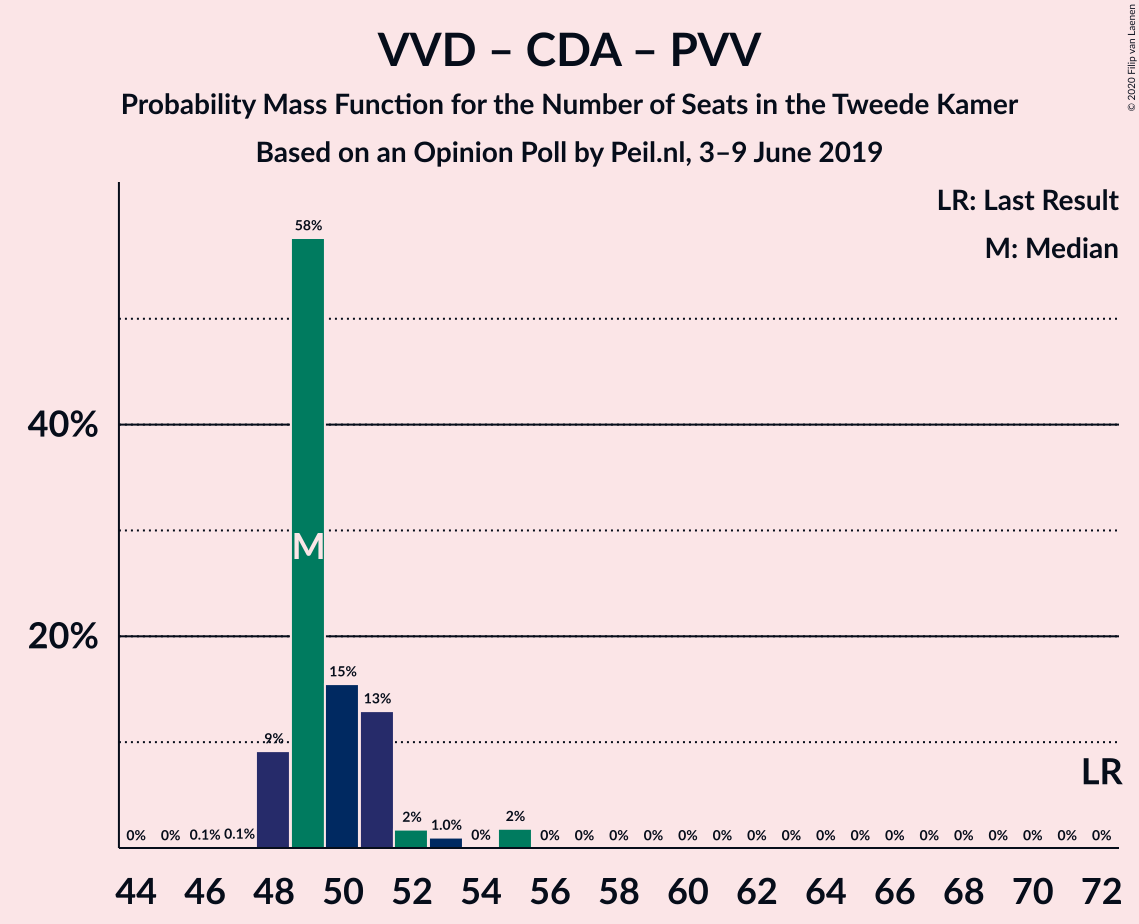 VVD – CDA – PVV
Probability Mass Function for the Number of Seats in the Tweede Kamer
Based on an Opinion Poll by Peil.nl, 3–9 June 2019
© 2020 Filip van Laenen
LR: Last Result
M: Median
40%
20%
0% 0% 0.1% 0.1% 9% 58% 15% 13% 2% 1.0% 0% 2% 0% 0% 0% 0% 0% 0% 0% 0% 0% 0% 0% 0% 0% 0% 0% 0% 0%
M
LR
44 46 48 50 52 54 56 58 60 62 64 66 68 70 72